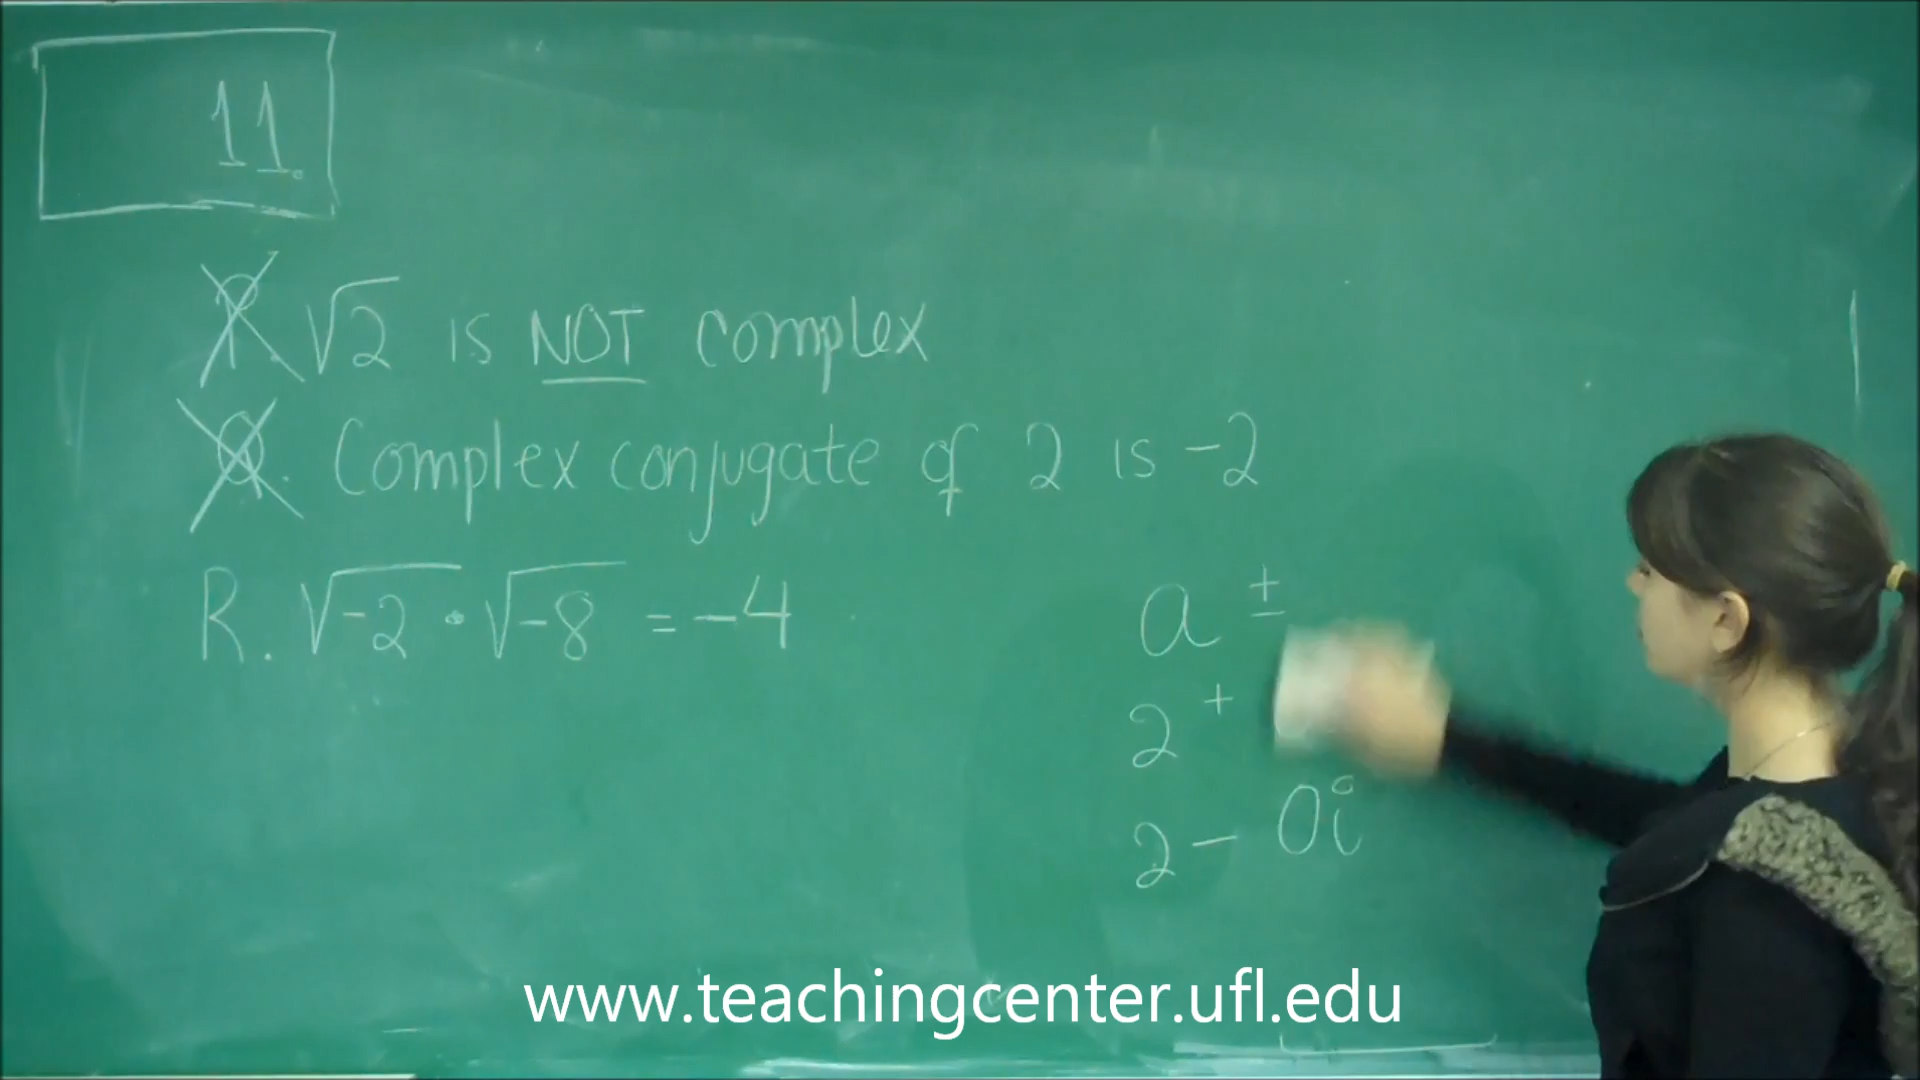 11.
P. √2 is NOT complex
Q. Complex conjugate of 2 is -2
R. √-2 · √-8 = -4
a ±
2 +
2 - 0i
www.teachingcenter.ufl.edu